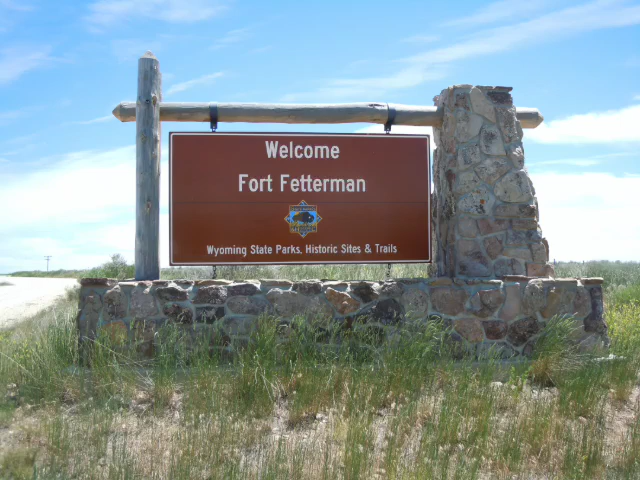 Welcome
Fort Fetterman
Wyoming State Parks, Historic Sites & Trails